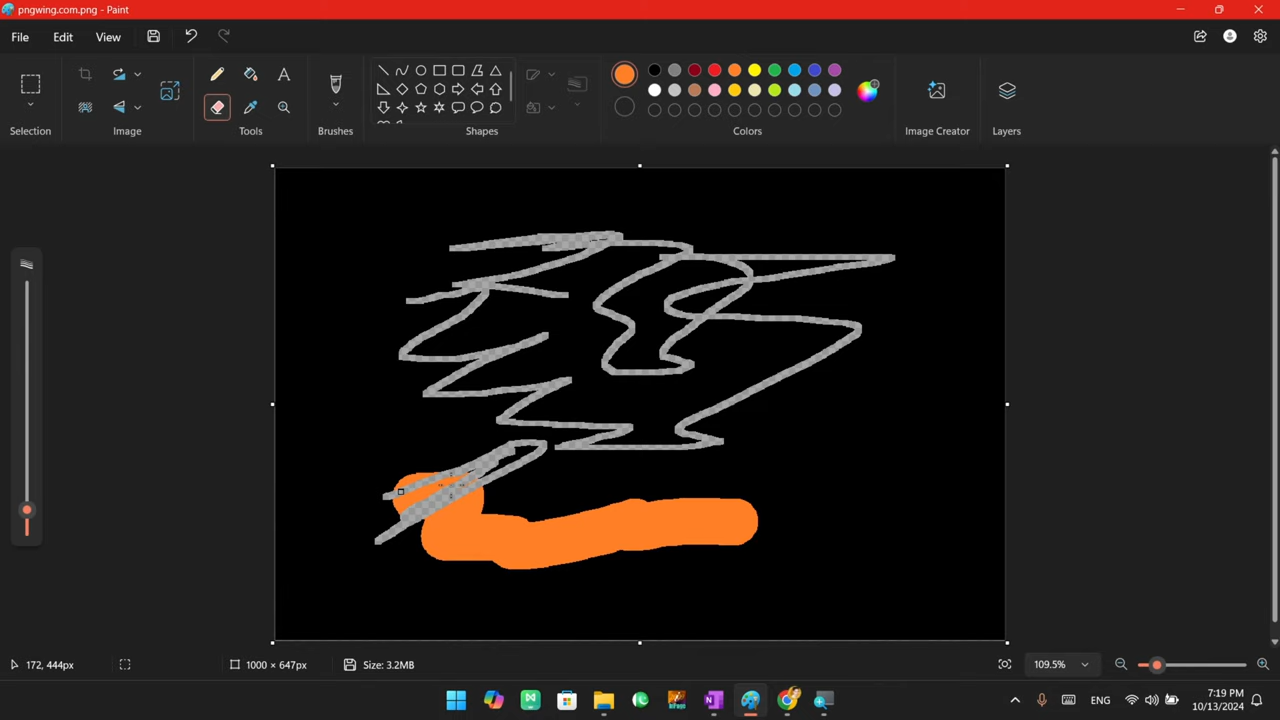 pngwing.com.png - Paint
File Edit View
Selection Image Tools Brushes Shapes Colors Image Creator Layers
172, 444px 1000 × 647px Size: 3.2MB 109.5%
ENG 7:19 PM
10/13/2024